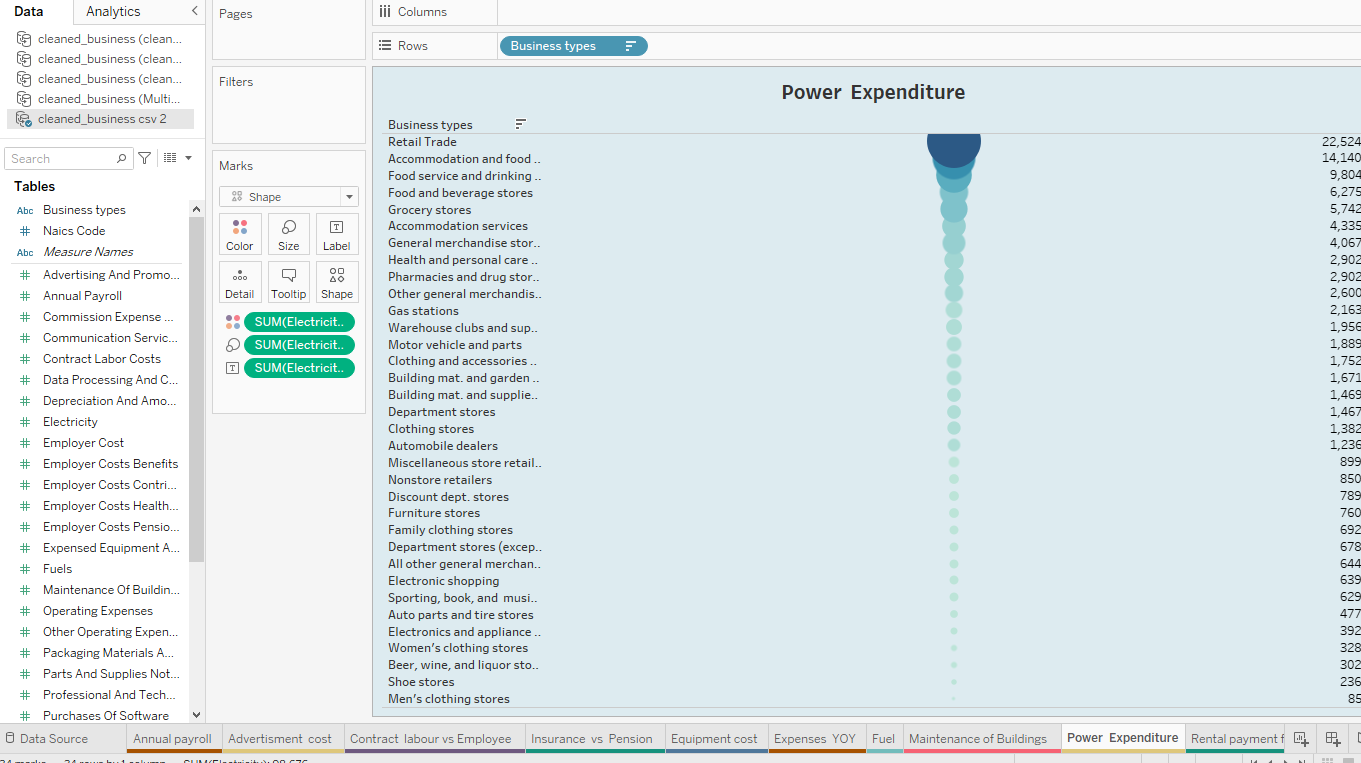 Data
Analytics
Pages
Columns
Rows
Business types
cleaned_business (clean...
cleaned_business (clean...
cleaned_business (clean...
cleaned_business (Multi...
cleaned_business csv 2
Search
Tables
Abc Business types
# Naics Code
Abc Measure Names
# Advertising And Promo...
# Annual Payroll
# Commission Expense ...
# Communication Servic...
# Contract Labor Costs
# Data Processing And C...
# Depreciation And Amo...
# Electricity
# Employer Cost
# Employer Costs Benefits
# Employer Costs Contri...
# Employer Costs Health...
# Employer Costs Pensio...
# Expensed Equipment A...
# Fuels
# Maintenance Of Buildin...
# Operating Expenses
# Other Operating Expen...
# Packaging Materials A...
# Parts And Supplies Not...
# Professional And Tech...
# Purchases Of Software
Filters
Marks
Shape
Color Size Label
Detail Tooltip Shape
SUM(Electricit..
SUM(Electricit..
SUM(Electricit..
Power Expenditure
Business types
Retail Trade 22,524
Accommodation and food .. 14,140
Food service and drinking .. 9,804
Food and beverage stores 6,275
Grocery stores 5,742
Accommodation services 4,335
General merchandise stor.. 4,067
Health and personal care .. 2,902
Pharmacies and drug stor.. 2,902
Other general merchandis.. 2,600
Gas stations 2,163
Warehouse clubs and sup.. 1,956
Motor vehicle and parts 1,889
Clothing and accessories .. 1,752
Building mat. and garden .. 1,671
Building mat. and supplie.. 1,469
Department stores 1,467
Clothing stores 1,382
Automobile dealers 1,236
Miscellaneous store retail.. 899
Nonstore retailers 850
Discount dept. stores 789
Furniture stores 760
Family clothing stores 692
Department stores (excep.. 678
All other general merchan.. 644
Electronic shopping 639
Sporting, book, and musi.. 629
Auto parts and tire stores 477
Electronics and appliance .. 392
Women's clothing stores 328
Beer, wine, and liquor sto.. 302
Shoe stores 236
Men's clothing stores 85
Data Source Annual payroll Advertisment cost Contract labour vs Employee Insurance vs Pension Equipment cost Expenses YOY Fuel Maintenance of Buildings Power Expenditure Rental payment f